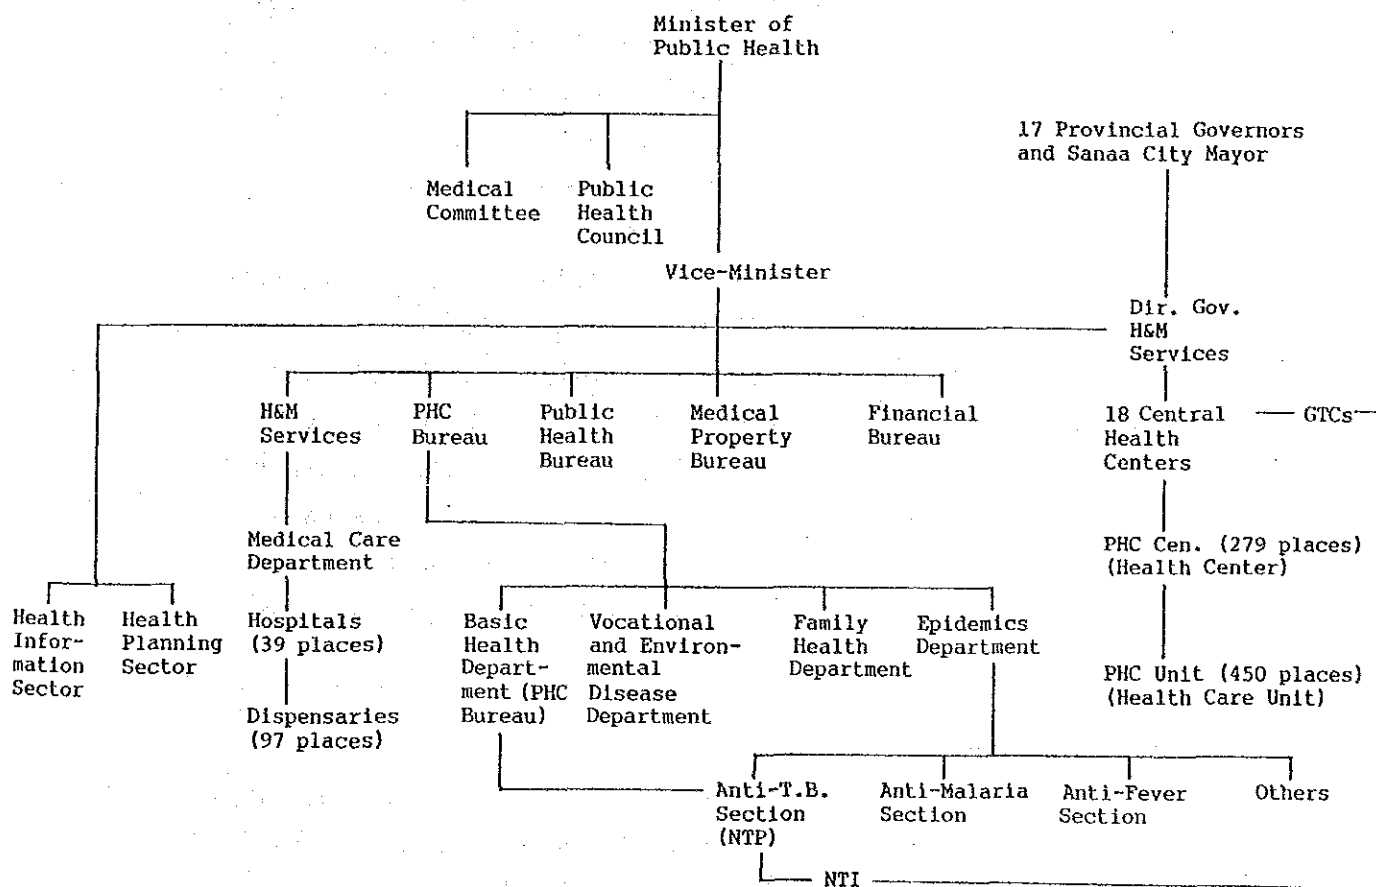 Minister of
Public Health
17 Provincial Governors
and Sanaa City Mayor
Medical
Committee
Public
Health
Council
Vice-Minister
Dir. Gov.
H&M
Services
H&M
Services
PHC
Bureau
Public
Health
Bureau
Medical
Property
Bureau
Financial
Bureau
18 Central
Health
Centers
GTCs
Medical Care
Department
PHC Cen. (279 places)
(Health Center)
Health
Infor-
mation
Sector
Health
Planning
Sector
Hospitals
(39 places)
Basic
Health
Depart-
ment (PHC
Bureau)
Vocational
and Environ-
mental
Disease
Department
Family
Health
Department
Epidemics
Department
PHC Unit (450 places)
(Health Care Unit)
Dispensaries
(97 places)
Anti-T.B.
Section
(NTP)
Anti-Malaria
Section
Anti-Fever
Section
Others
NTI